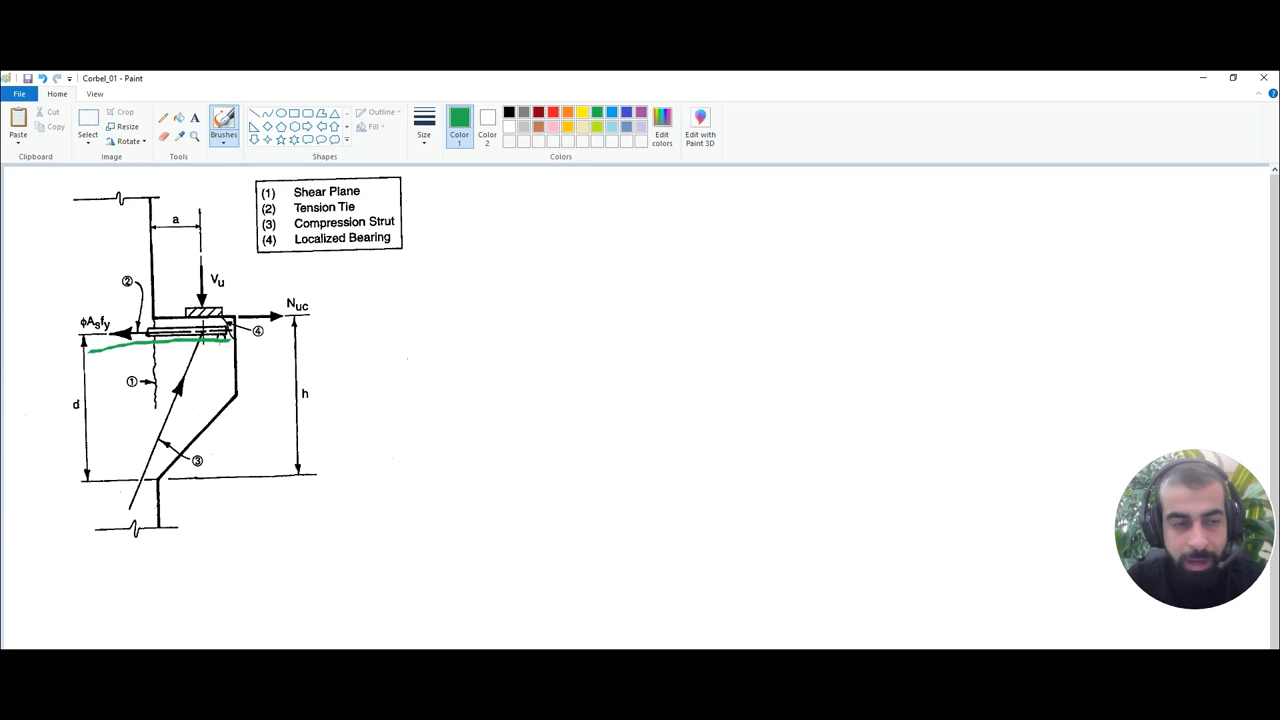 Corbel_01 - Paint
File
Home
View
Paste
Cut
Copy
Clipboard
Select
Crop
Resize
Rotate
Image
A
Tools
Brushes
Shapes
Outline
Fill
Size
Color 1
Color 2
Edit colors
Colors
Edit with Paint 3D
(1) Shear Plane
(2) Tension Tie
(3) Compression Strut
(4) Localized Bearing
a
Vu
2
Nuc
ϕAsfy
4
1
d
h
3